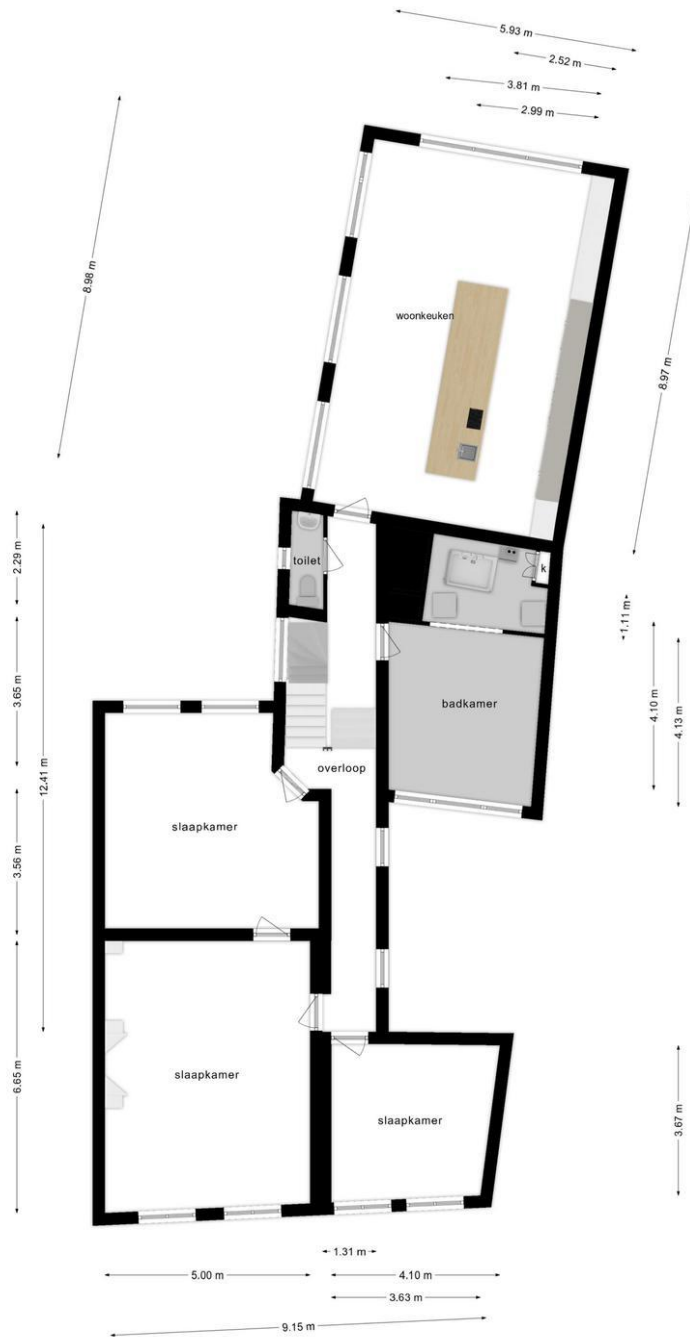 5.93 m
2.52 m
3.81 m
2.99 m
8.98 m
woonkeuken
8.97 m
2.29 m
toilet
k
1.11 m
3.65 m
12.41 m
badkamer
4.10 m
4.13 m
overloop
slaapkamer
3.56 m
6.65 m
slaapkamer
slaapkamer
3.67 m
1.31 m
5.00 m
4.10 m
3.63 m
9.15 m